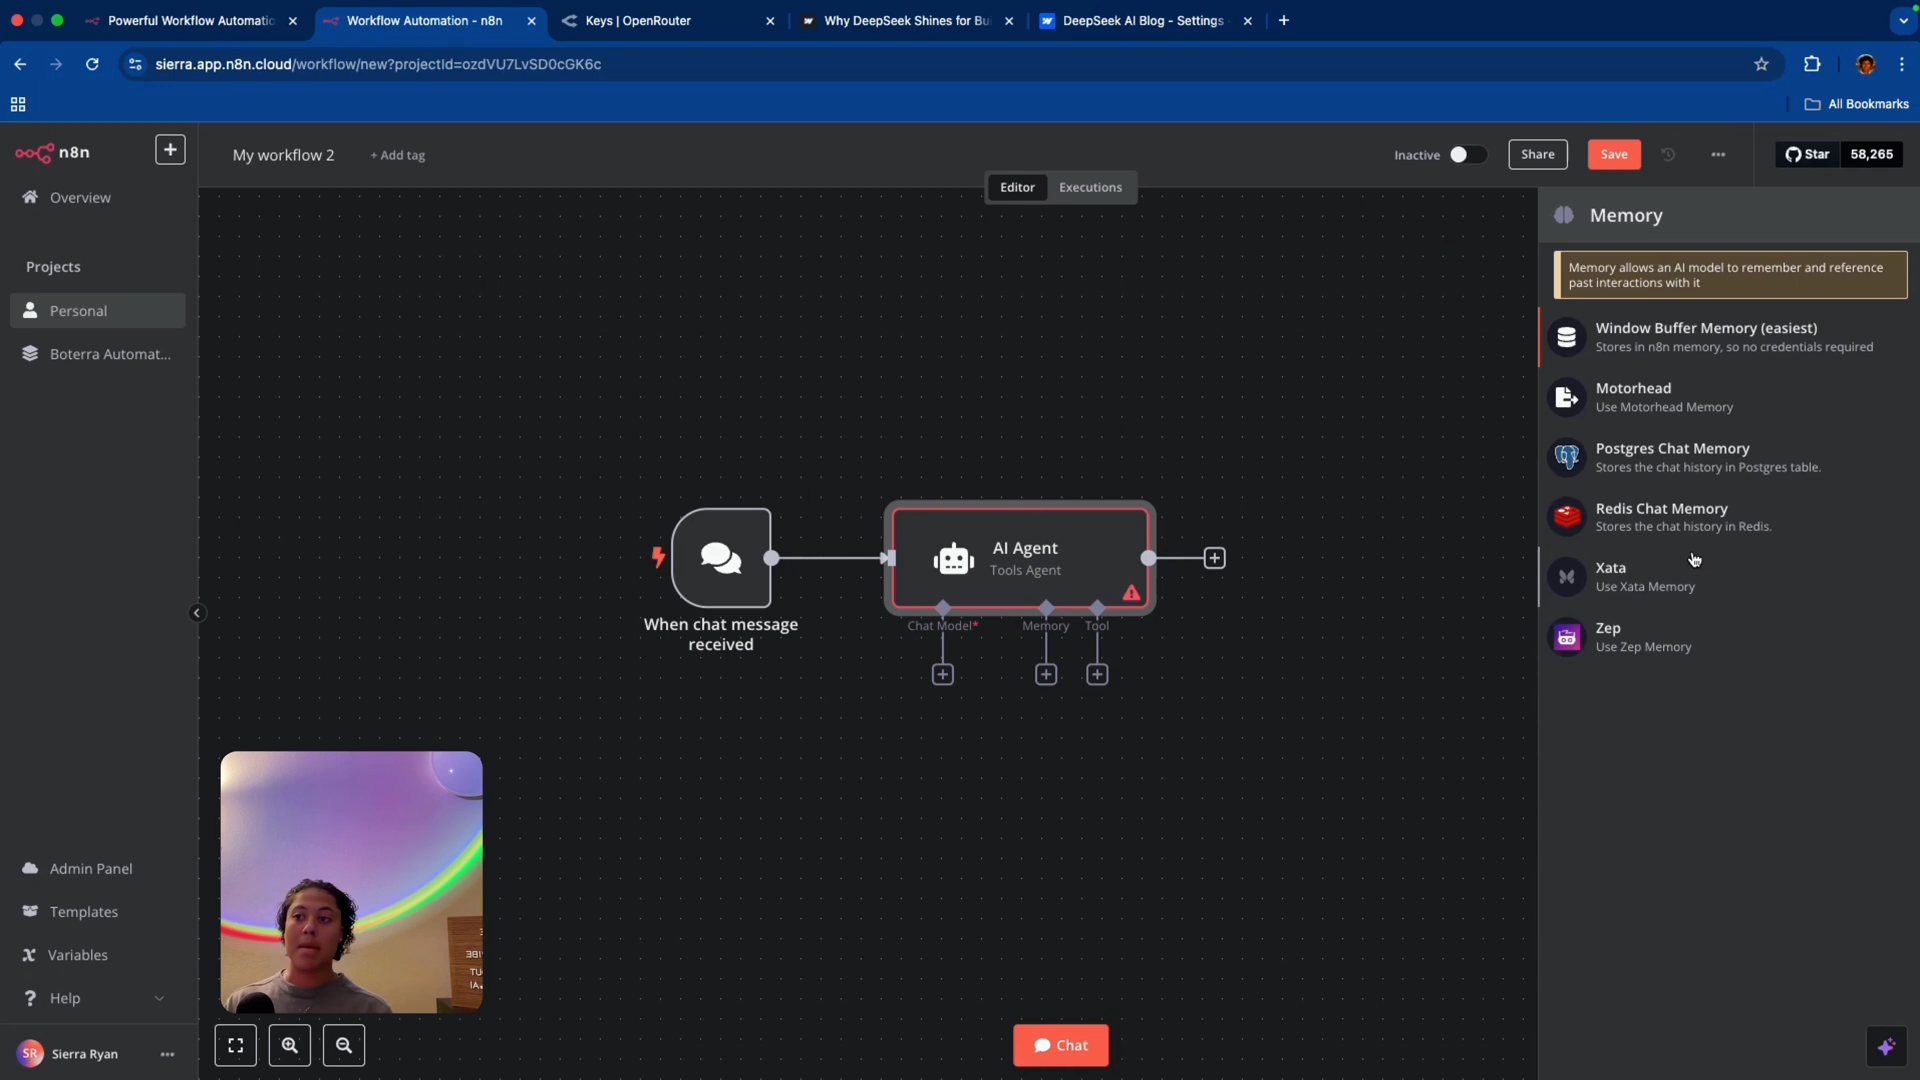 Powerful Workflow Automatio
Workflow Automation - n8n
Keys | OpenRouter
Why DeepSeek Shines for Bu
DeepSeek AI Blog - Settings
sierra.app.n8n.cloud/workflow/new?projectId=ozdVU7LvSD0cGK6c
All Bookmarks
n8n
My workflow 2
+ Add tag
Inactive
Share
Save
Star
58,265
Editor
Executions
Overview
Projects
Personal
Boterra Automat...
Memory
Memory allows an AI model to remember and reference
past interactions with it
Window Buffer Memory (easiest)
Stores in n8n memory, so no credentials required
Motorhead
Use Motorhead Memory
Postgres Chat Memory
Stores the chat history in Postgres table.
Redis Chat Memory
Stores the chat history in Redis.
Xata
Use Xata Memory
Zep
Use Zep Memory
AI Agent
Tools Agent
When chat message
received
Chat Model*
Memory
Tool
Admin Panel
Templates
Variables
Help
SR
Sierra Ryan
Chat